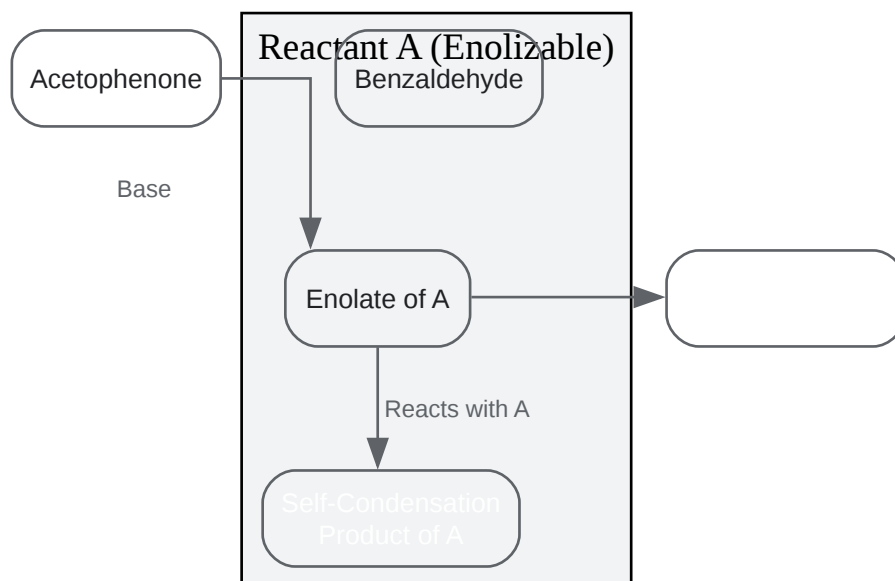 Reactant A (Enolizable)
Acetophenone
Benzaldehyde
Base
Enolate of A
Reacts with A
Self-Condensation
Product of A